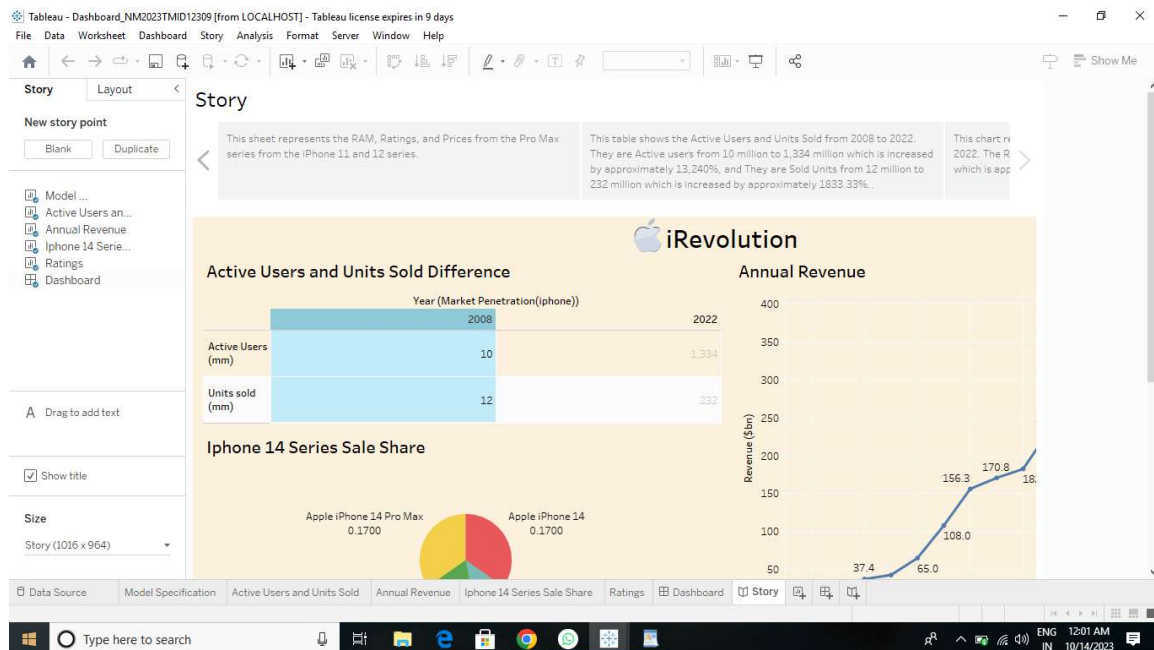 Tableau - Dashboard_NM2023TMID12309 [from LOCALHOST] - Tableau license expires in 9 days
File Data Worksheet Dashboard Story Analysis Format Server Window Help
Show Me
Story Layout
New story point
Blank Duplicate
Model ...
Active Users an...
Annual Revenue
Iphone 14 Serie...
Ratings
Dashboard
A Drag to add text
Show title
Size
Story (1016 x 964)
Story
This sheet represents the RAM, Ratings, and Prices from the Pro Max
series from the iPhone 11 and 12 series.
This table shows the Active Users and Units Sold from 2008 to 2022.
They are Active users from 10 million to 1,334 million which is increased
by approximately 13,240%, and They are Sold Units from 12 million to
232 million which is increased by approximately 1833.33%..
This chart re
2022. The R
which is app
iRevolution
Active Users and Units Sold Difference
Year (Market Penetration(iphone))
2008 2022
Active Users
(mm)
10 1,334
Units sold
(mm)
12 232
Iphone 14 Series Sale Share
Apple iPhone 14 Pro Max
0.1700
Apple iPhone 14
0.1700
Annual Revenue
Revenue ($bn)
400
350
300
250
200
150
100
50
37.4
65.0
108.0
156.3
170.8
18
Data Source Model Specification Active Users and Units Sold Annual Revenue Iphone 14 Series Sale Share Ratings Dashboard Story
Type here to search
ENG 12:01 AM
IN 10/14/2023